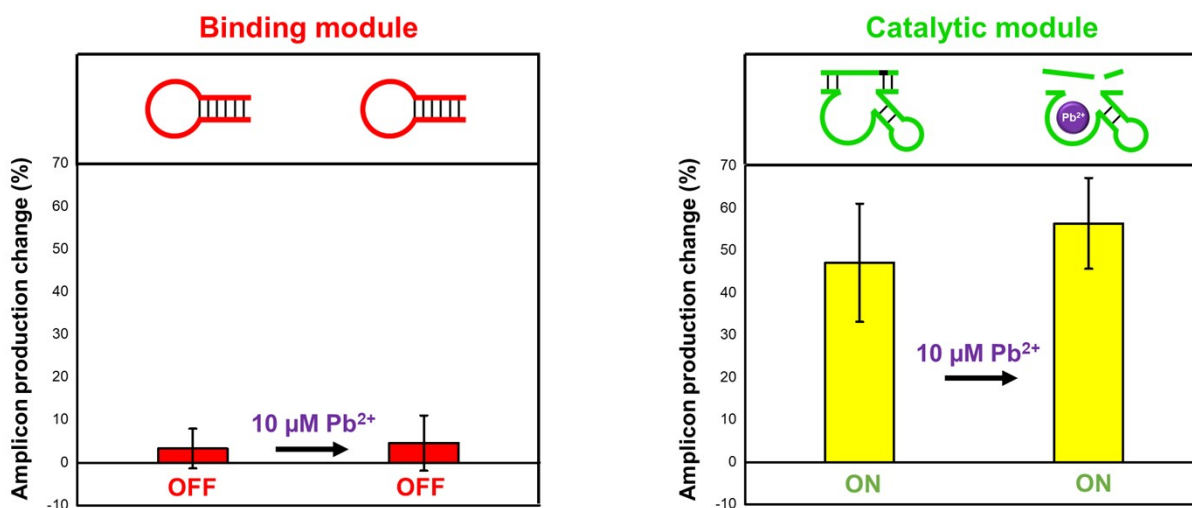 Binding module
Amplicon production change (%)
70
60
50
40
30
20
10
0
-10
10 µM Pb²⁺
OFF
OFF
Catalytic module
Pb²⁺
Amplicon production change (%)
70
60
50
40
30
20
10
0
-10
10 µM Pb²⁺
ON
ON